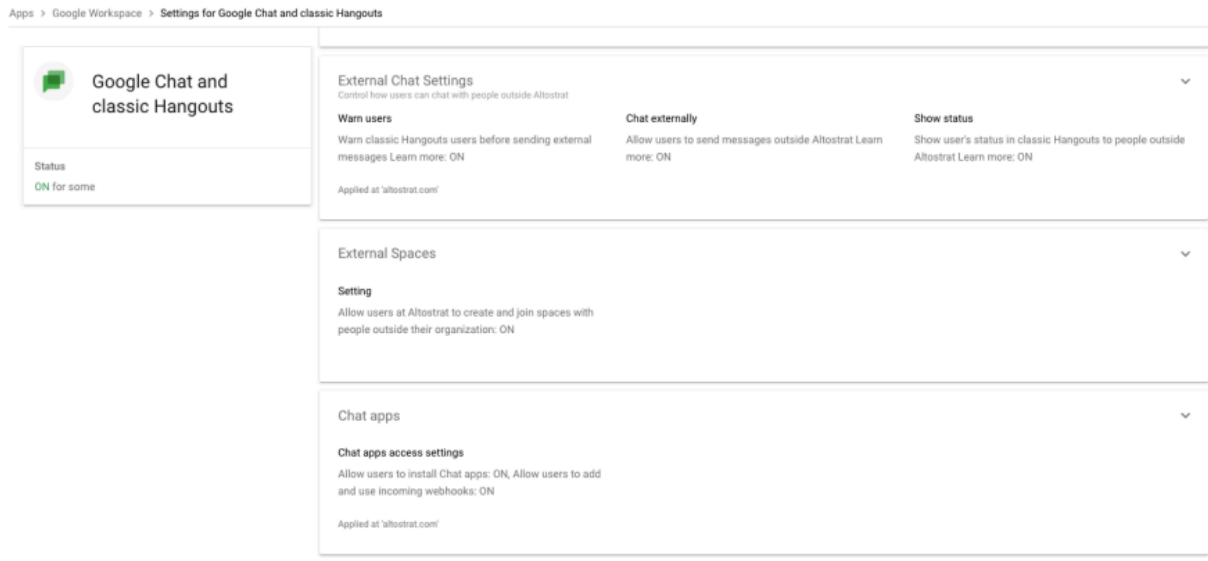 Apps > Google Workspace > Settings for Google Chat and classic Hangouts
Google Chat and
classic Hangouts
Status
ON for some
External Chat Settings
Control how users can chat with people outside Altostrat
Warn users
Warn classic Hangouts users before sending external
messages Learn more: ON
Applied at 'altostrat.com'
Chat externally
Allow users to send messages outside Altostrat Learn
more: ON
Show status
Show user's status in classic Hangouts to people outside
Altostrat Learn more: ON
External Spaces
Setting
Allow users at Altostrat to create and join spaces with
people outside their organization: ON
Chat apps
Chat apps access settings
Allow users to install Chat apps: ON, Allow users to add
and use incoming webhooks: ON
Applied at 'altostrat.com'